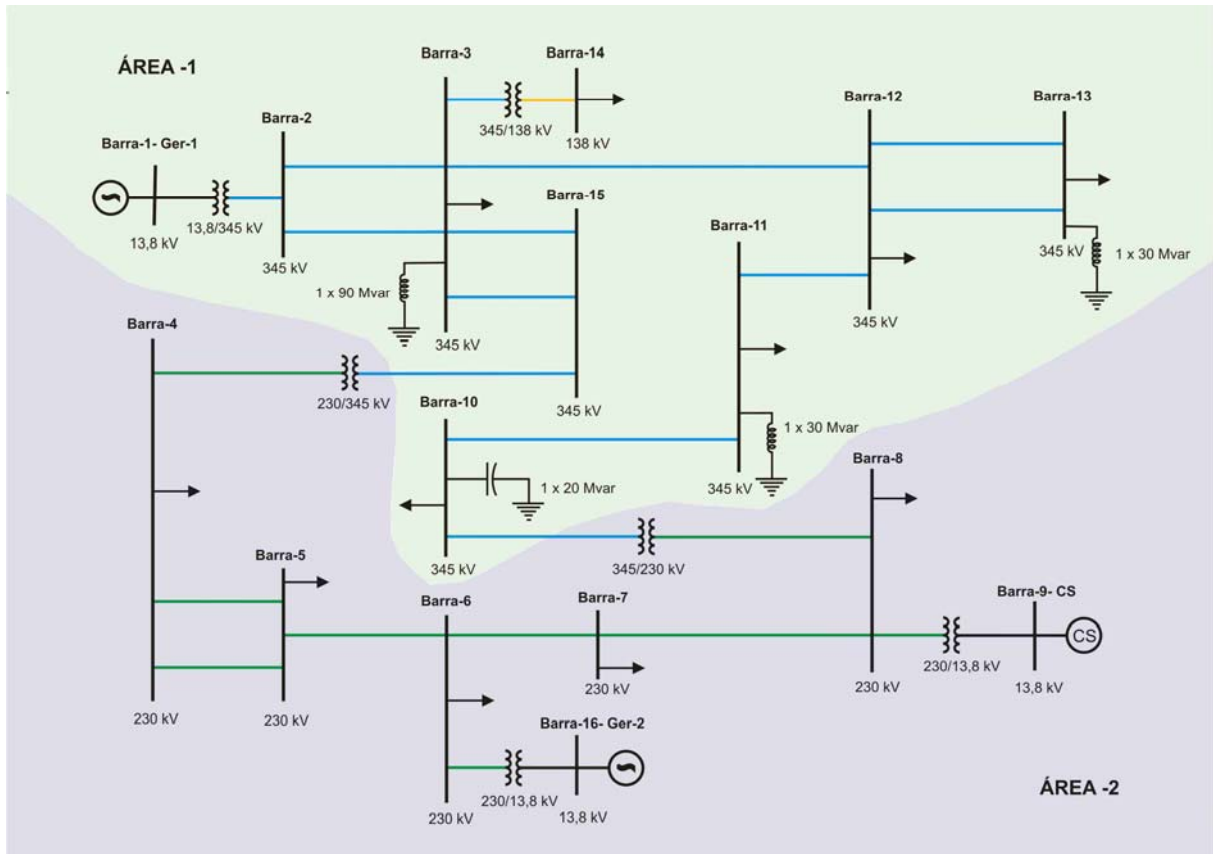 Barra-3
Barra-14
ÁREA -1
Barra-12
Barra-13
Barra-2
345/138 kV
138 kV
Barra-1- Ger-1
Barra-15
Barra-11
13,8 kV
13,8/345 kV
345 kV
345 kV
1 x 30 Mvar
1 x 90 Mvar
345 kV
Barra-4
345 kV
230/345 kV
345 kV
Barra-10
1 x 30 Mvar
Barra-8
345 kV
1 x 20 Mvar
Barra-5
345 kV
345/230 kV
Barra-6
Barra-7
Barra-9- CS
CS
230 kV
230/13,8 kV
13,8 kV
230 kV
230 kV
230 kV
Barra-16- Ger-2
230 kV
230/13,8 kV
13,8 kV
ÁREA -2